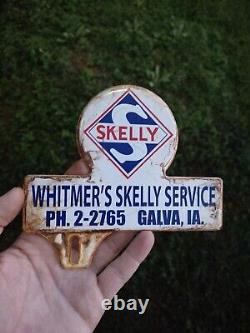 SKELLY
S
WHITMER'S SKELLY SERVICE
PH. 2-2765 GALVA, IA.